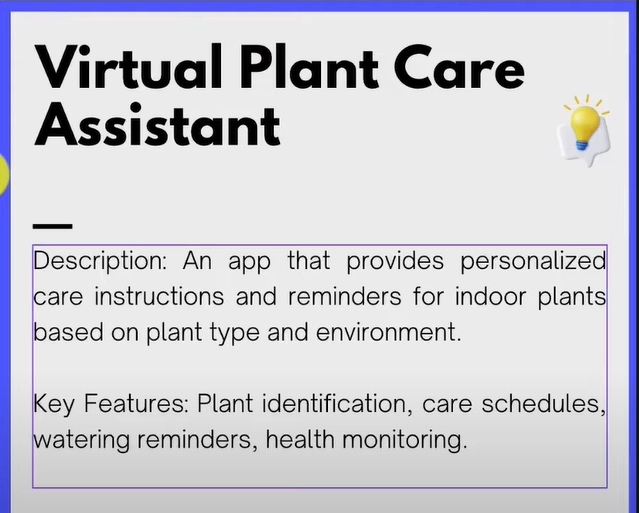 Virtual Plant Care
Assistant
Description: An app that provides personalized
care instructions and reminders for indoor plants
based on plant type and environment.
Key Features: Plant identification, care schedules,
watering reminders, health monitoring.